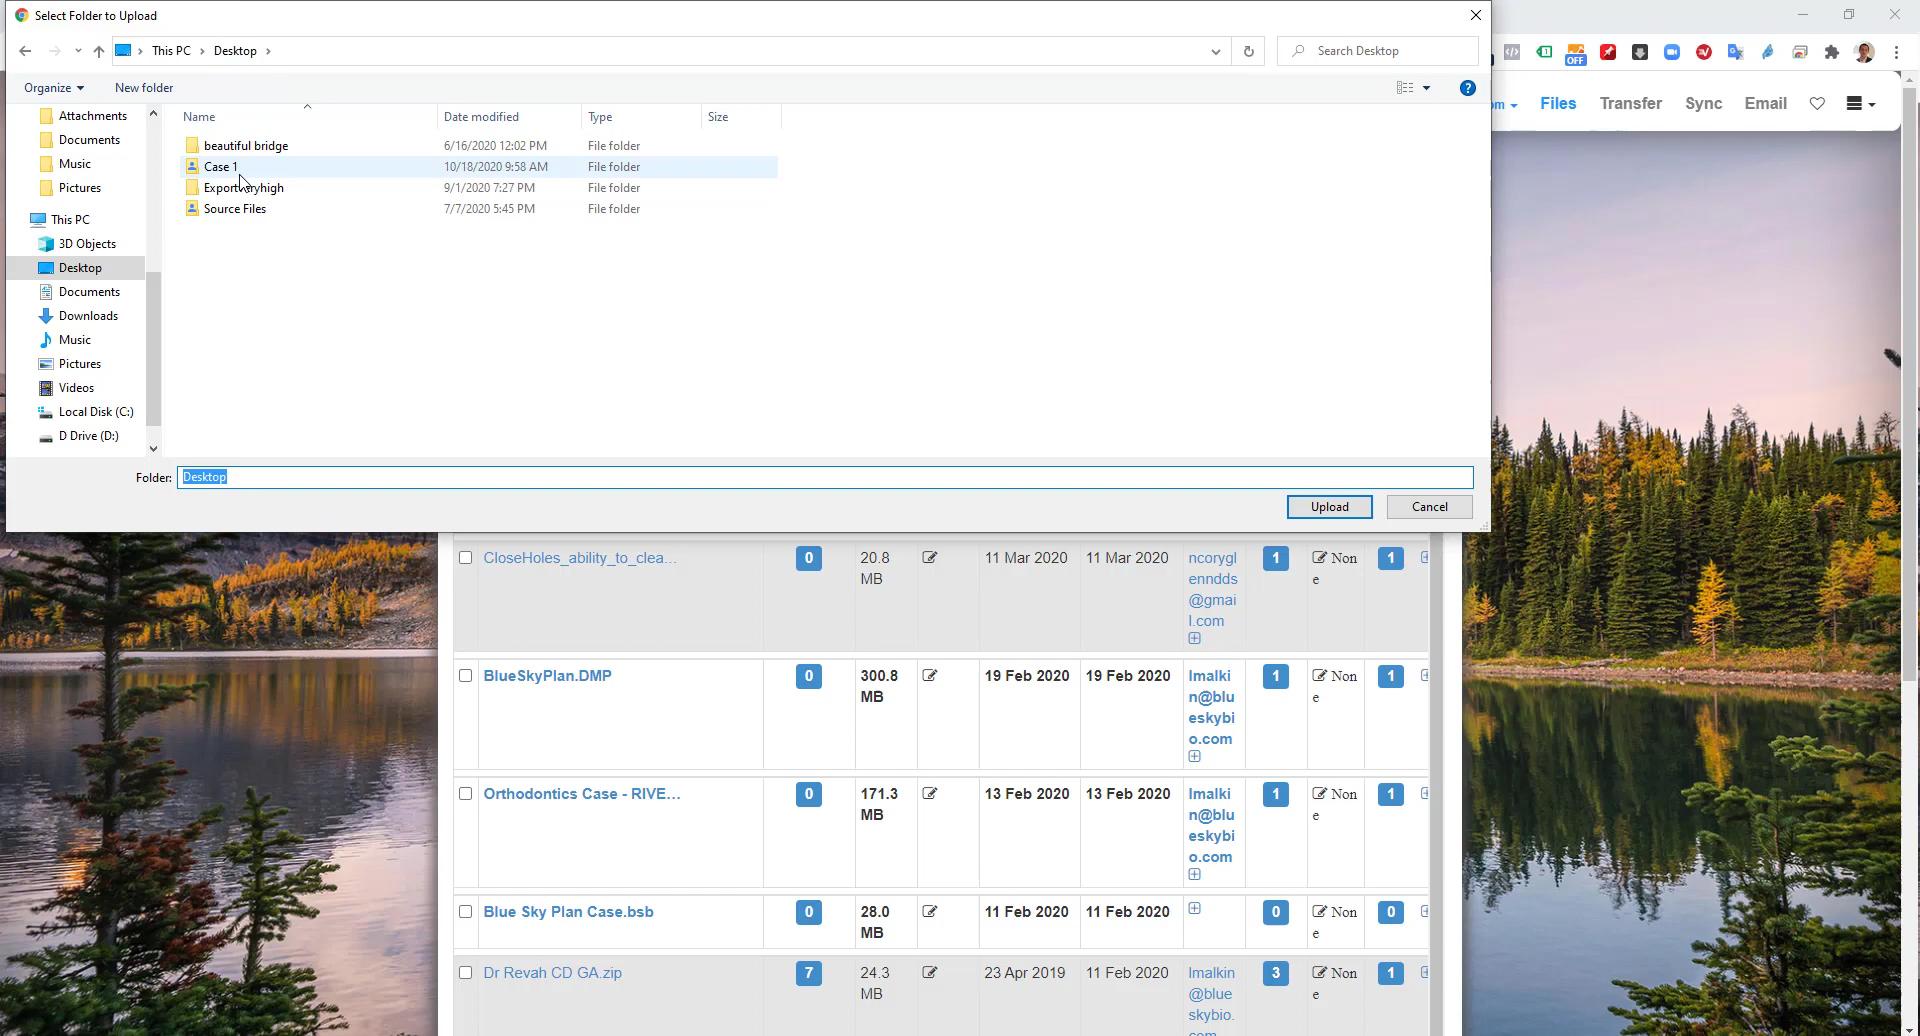 Select Folder to Upload
This PC
Desktop
Search Desktop
OFF
Organize
New folder
Files
Transfer
Sync
Email
Attachments
Documents
Music
Pictures
This PC
3D Objects
Desktop
Documents
Downloads
Music
Pictures
Videos
Local Disk (C:)
D Drive (D:)
Name
Date modified
Type
Size
beautiful bridge
6/16/2020 12:02 PM
File folder
Case 1
10/18/2020 9:58 AM
File folder
9/1/2020 7:27 PM
File folder
Source Files
7/7/2020 5:45 PM
File folder
Folder:
Desktop
Upload
Cancel
CloseHoles_ability_to_clea...
0
20.8
MB
11 Mar 2020
11 Mar 2020
ncorygl
enndds
@gmai
l.com
1
Non
e
1
BlueSkyPlan.DMP
0
300.8
MB
19 Feb 2020
19 Feb 2020
lmalki
n@blu
eskybi
o.com
1
Non
e
1
Orthodontics Case - RIVE...
0
171.3
MB
13 Feb 2020
13 Feb 2020
lmalki
n@blu
eskybi
o.com
1
Non
e
1
Blue Sky Plan Case.bsb
0
28.0
MB
11 Feb 2020
11 Feb 2020
0
Non
e
0
Dr Revah CD GA.zip
7
24.3
MB
23 Apr 2019
11 Feb 2020
lmalkin
@blue
skybio.
3
Non
e
1